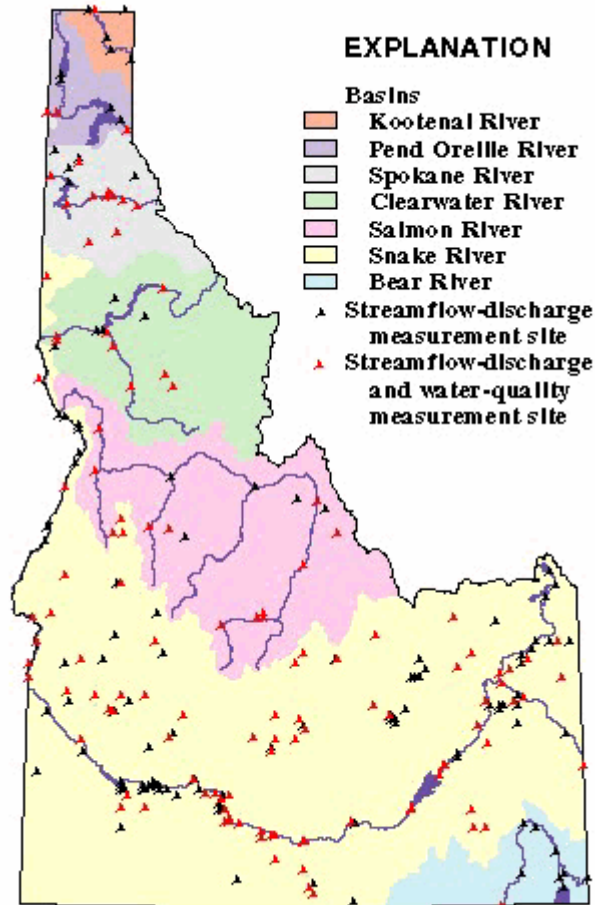 EXPLANATION
Basins
Kootenai River
Pend Oreille River
Spokane River
Clearwater River
Salmon River
Snake River
Bear River
Streamflow-discharge
measurement site
Streamflow-discharge
and water-quality
measurement site